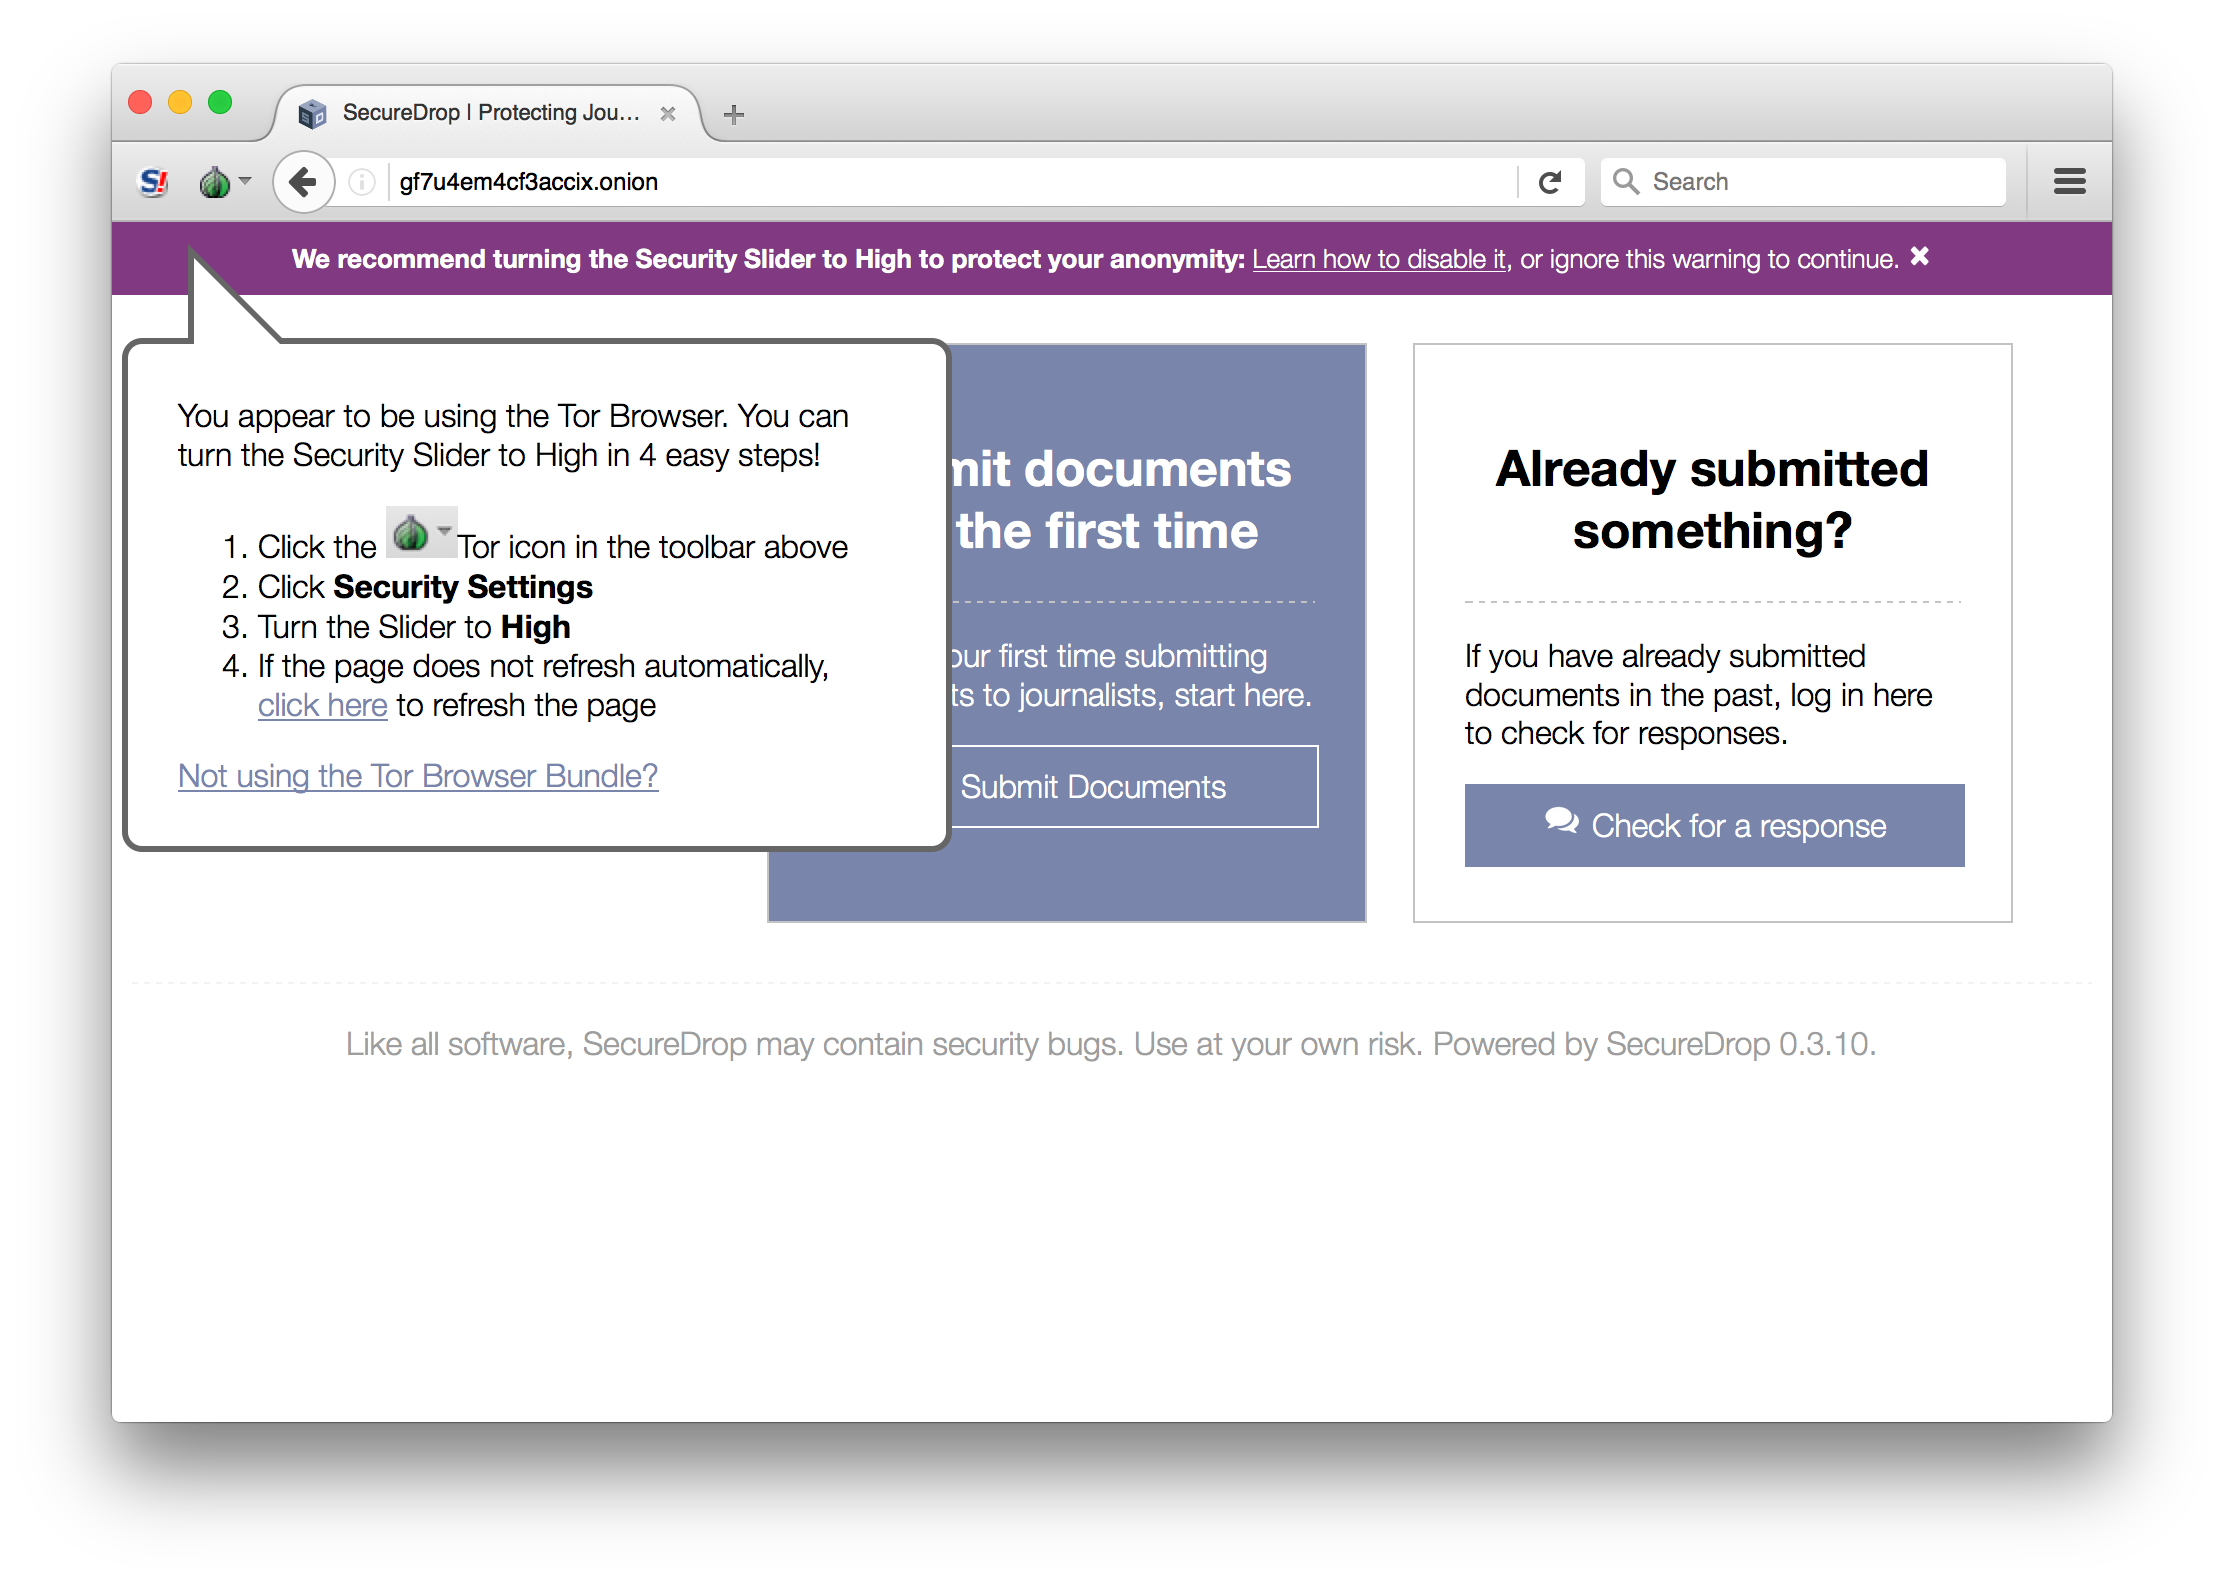 SecureDrop | Protecting Jou...
S!
gf7u4em4cf3accix.onion
Search
We recommend turning the Security Slider to High to protect your anonymity: Learn how to disable it, or ignore this warning to continue.
You appear to be using the Tor Browser. You can
turn the Security Slider to High in 4 easy steps!
1. Click the Tor icon in the toolbar above
2. Click Security Settings
3. Turn the Slider to High
4. If the page does not refresh automatically,
click here to refresh the page
Not using the Tor Browser Bundle?
mit documents
the first time
our first time submitting
ts to journalists, start here.
Submit Documents
Already submitted
something?
If you have already submitted
documents in the past, log in here
to check for responses.
Check for a response
Like all software, SecureDrop may contain security bugs. Use at your own risk. Powered by SecureDrop 0.3.10.